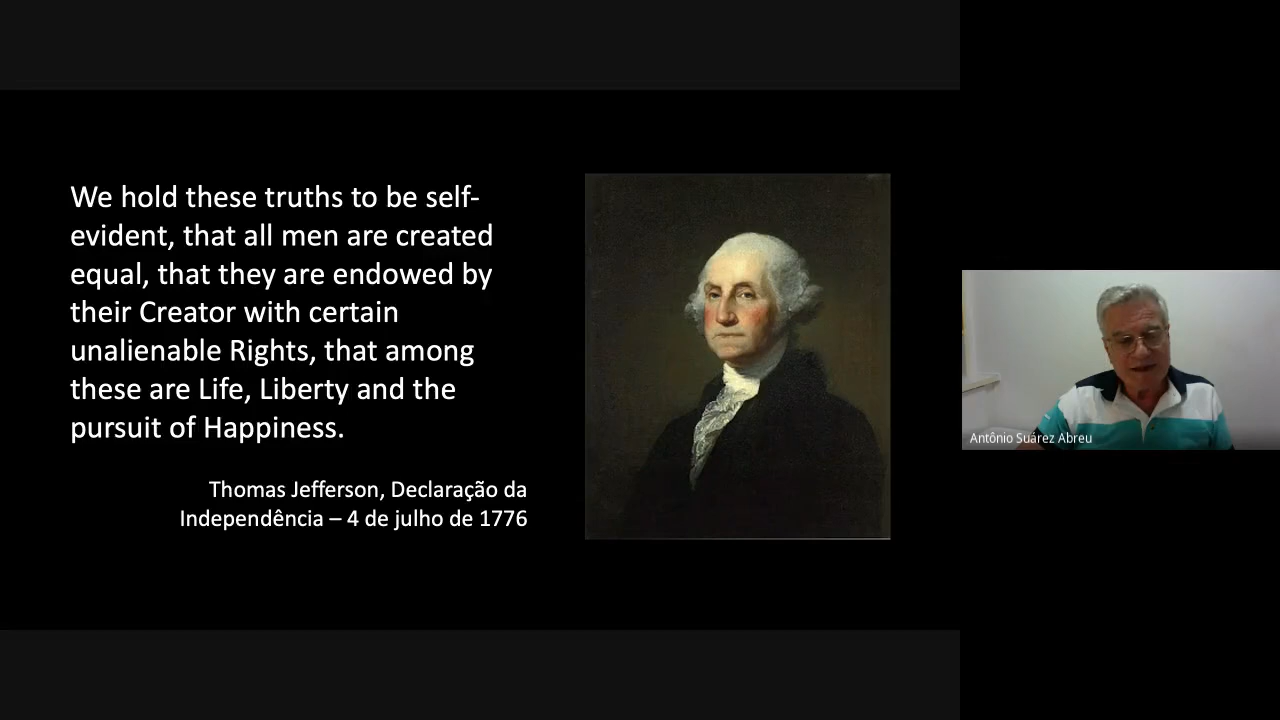 We hold these truths to be self-
evident, that all men are created
equal, that they are endowed by
their Creator with certain
unalienable Rights, that among
these are Life, Liberty and the
pursuit of Happiness.
Thomas Jefferson, Declaração da
Independência – 4 de julho de 1776
Antônio Suárez Abreu